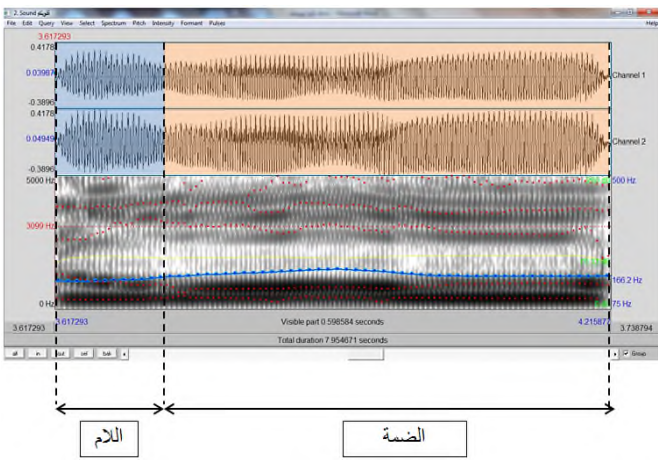 2. Sound
File Edit Query View Select Spectrum Pitch Intensity Formant Pulses Help
3.617293
0.4178
0.03987
-0.3896
Channel 1
0.4178
0.04949
-0.3896
Channel 2
5000 Hz
500 Hz
3099 Hz
166.2 Hz
0 Hz
75 Hz
3.617293
3.617293
Visible part 0.598584 seconds
4.215877
3.738794
Total duration 7.954671 seconds
all in out sel bak
Group
اللام
الضمة